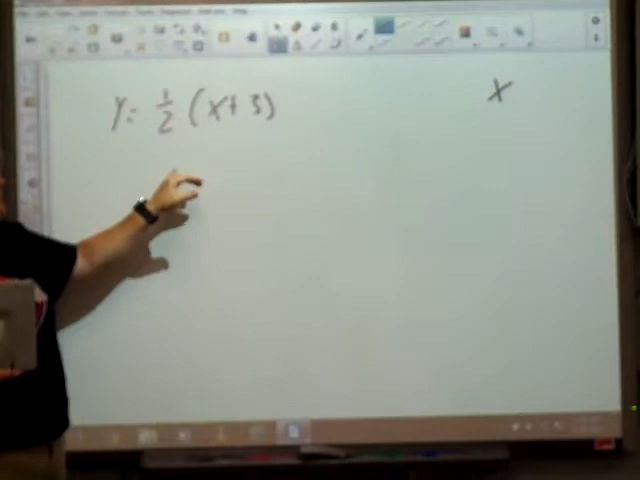 y = 1/2 (x + 3)
x